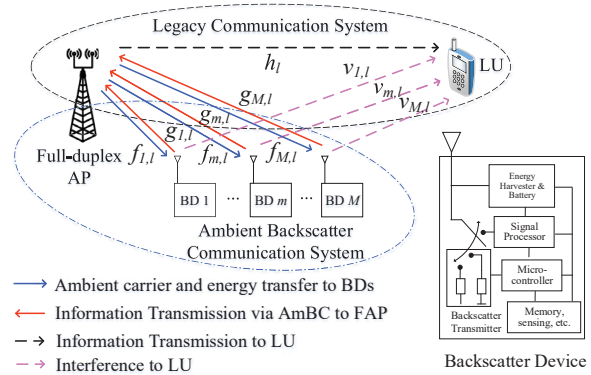 Legacy Communication System
h_l
LU
v_{1,l}
v_{m,l}
v_{M,l}
g_{M,l}
g_{m,l}
g_{1,l}
Full-duplex
AP
f_{1,l}
f_{m,l}
f_{M,l}
BD 1
...
BD m
...
BD M
Ambient Backscatter
Communication System
Energy
Harvester &
Battery
Signal
Processor
Micro-
controller
Backscatter
Transmitter
Memory,
sensing, etc.
Backscatter Device
Ambient carrier and energy transfer to BDs
Information Transmission via AmBC to FAP
Information Transmission to LU
Interference to LU